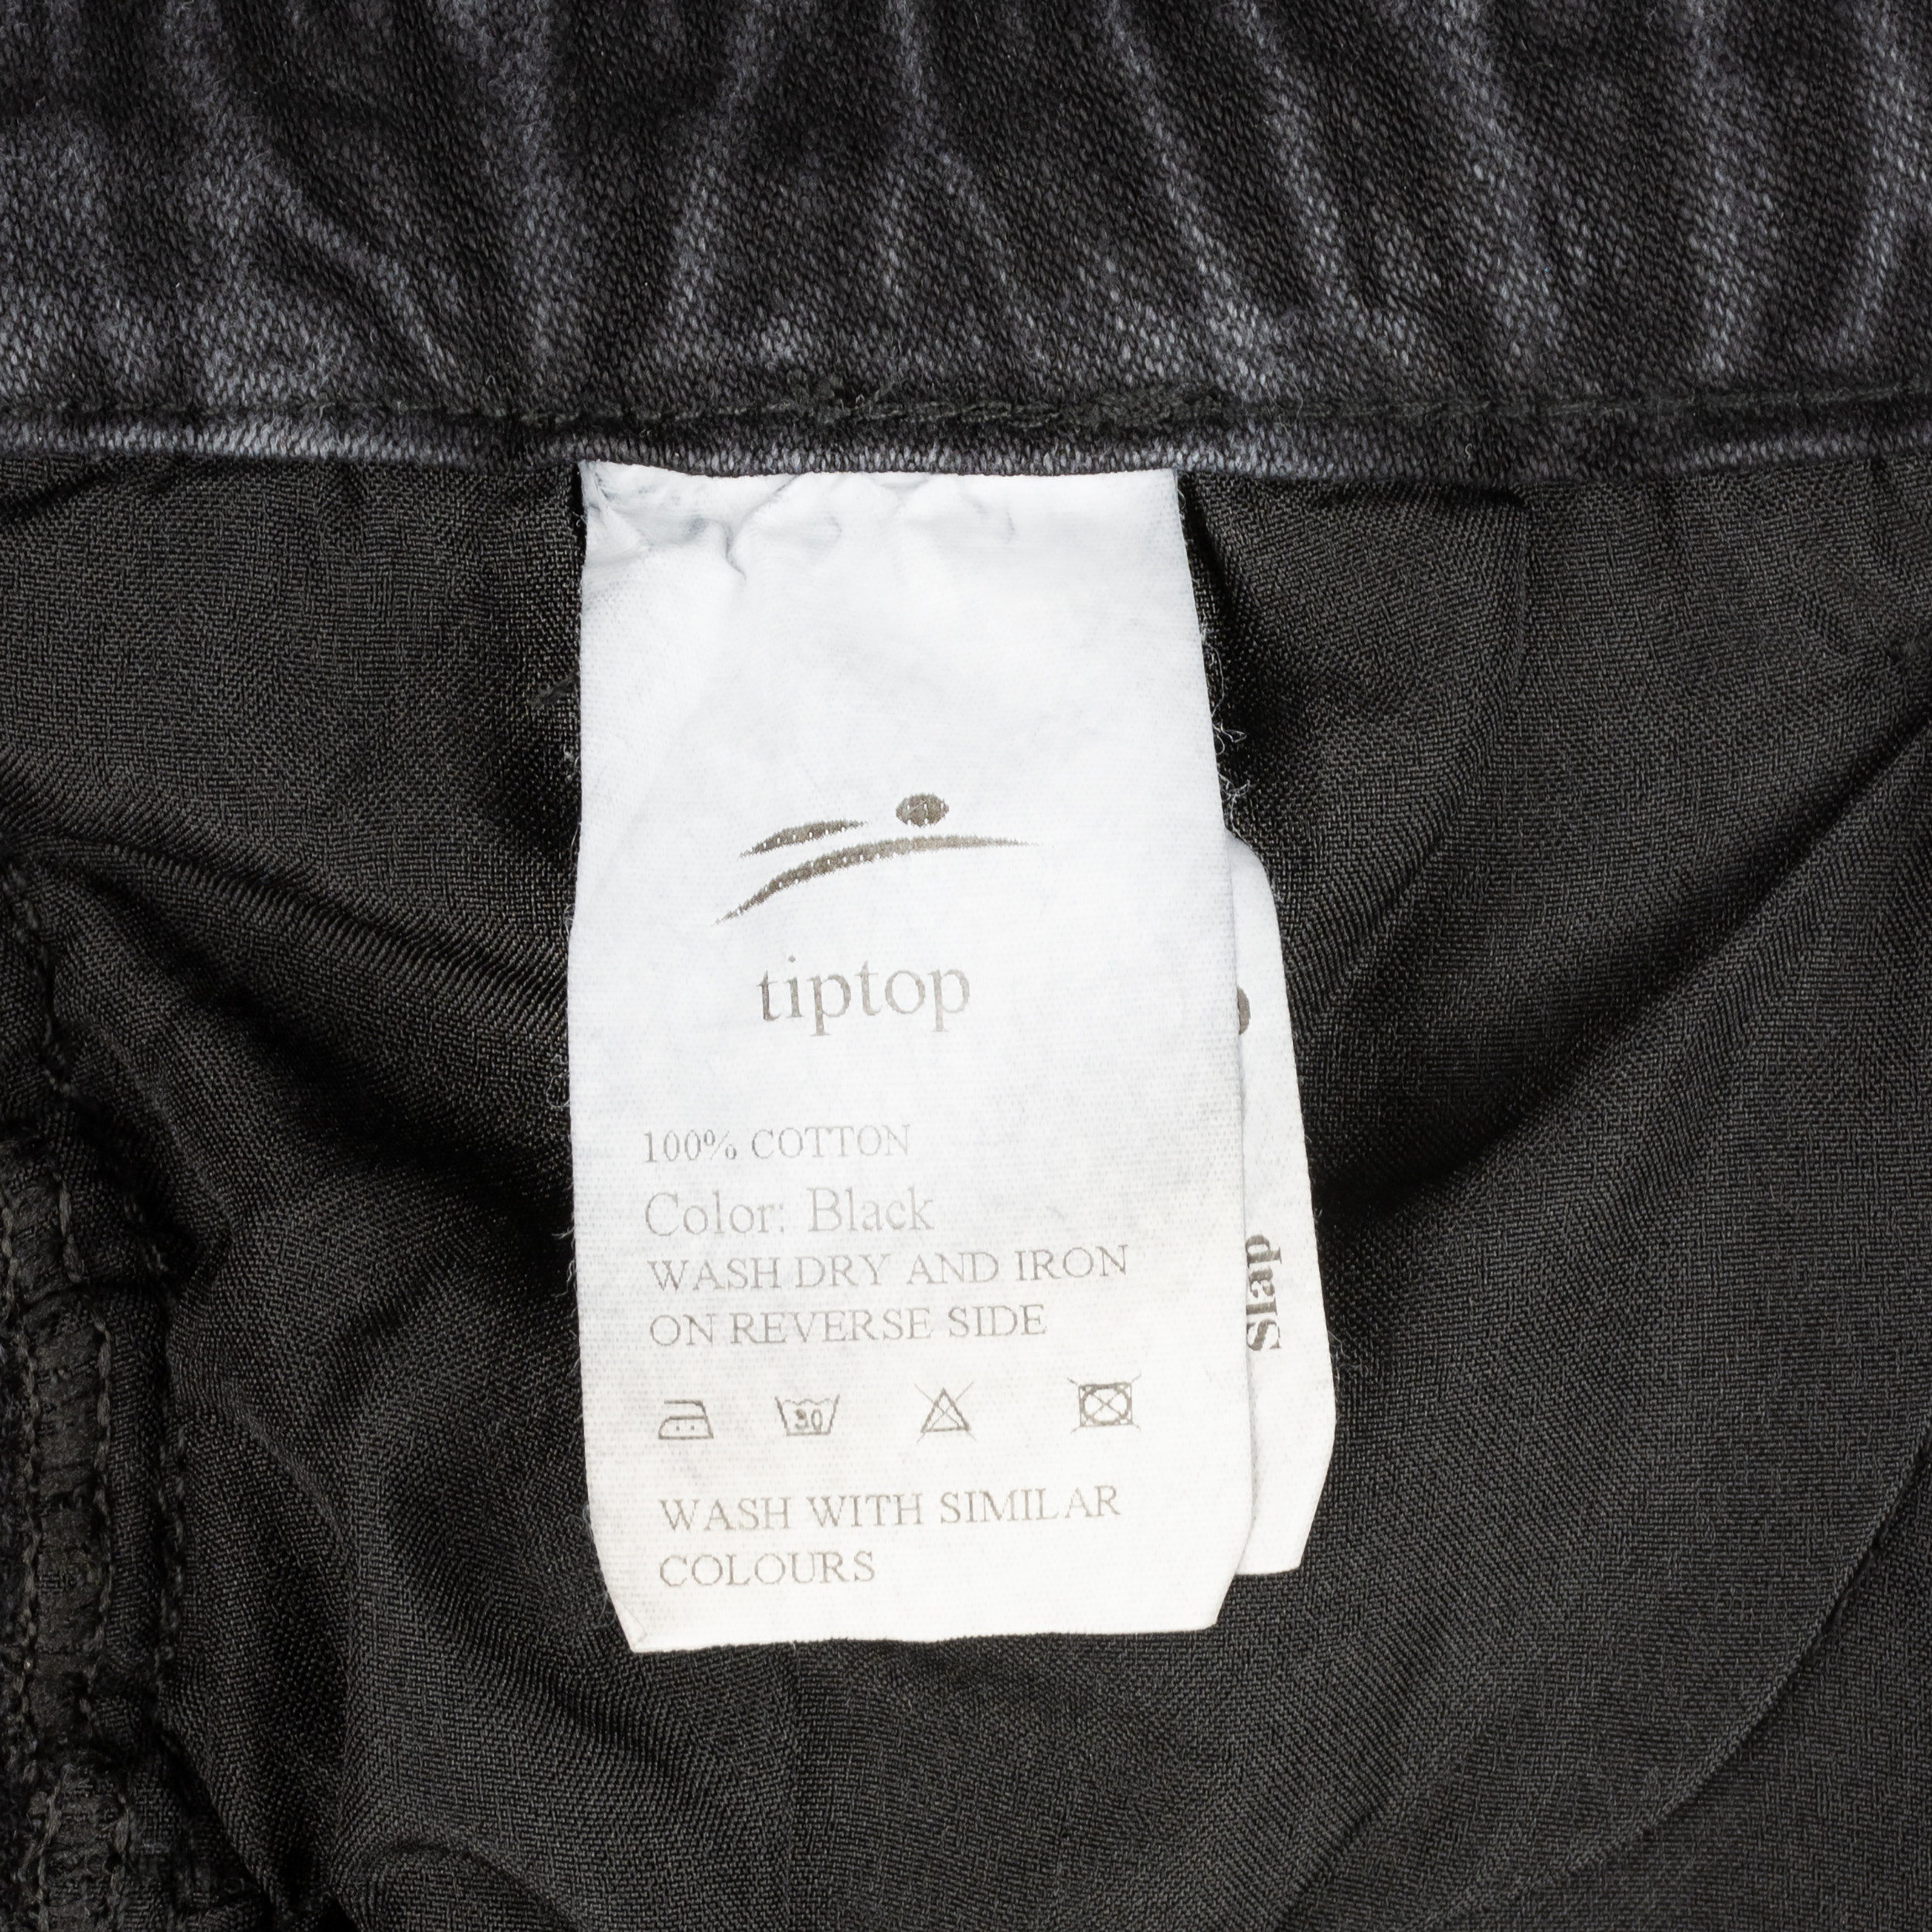 tiptop
100% COTTON
Color: Black
WASH DRY AND IRON
ON REVERSE SIDE
30
WASH WITH SIMILAR
COLOURS
Slap